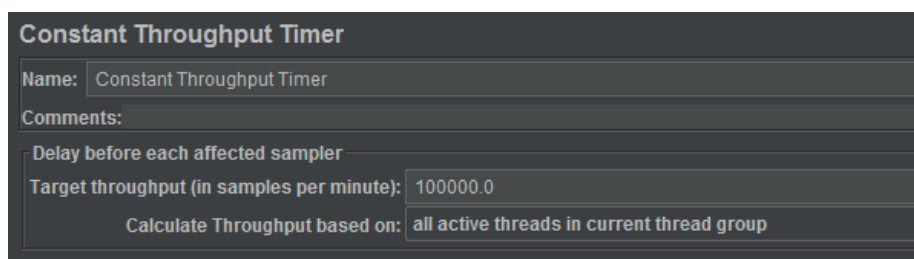 Constant Throughput Timer
Name: Constant Throughput Timer
Comments:
Delay before each affected sampler
Target throughput (in samples per minute): 100000.0
Calculate Throughput based on: all active threads in current thread group